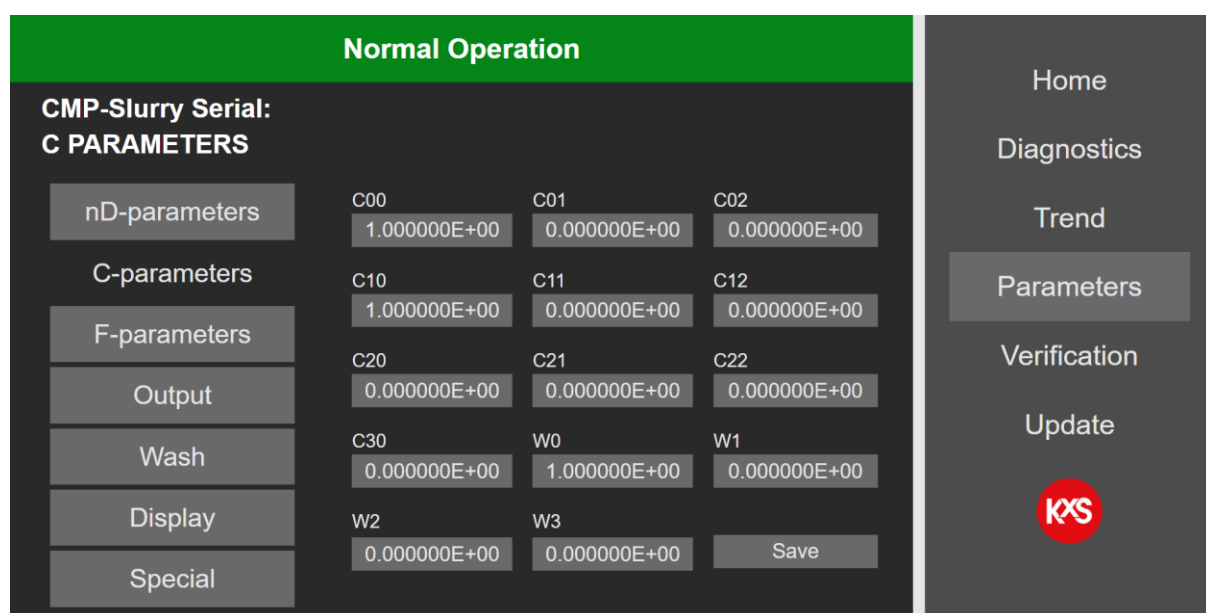 Normal Operation
CMP-Slurry Serial:
C PARAMETERS
nD-parameters
C-parameters
F-parameters
Output
Wash
Display
Special
C00 C01 C02
1.000000E+00 0.000000E+00 0.000000E+00
C10 C11 C12
1.000000E+00 0.000000E+00 0.000000E+00
C20 C21 C22
0.000000E+00 0.000000E+00 0.000000E+00
C30 W0 W1
0.000000E+00 1.000000E+00 0.000000E+00
W2 W3
0.000000E+00 0.000000E+00 Save
Home
Diagnostics
Trend
Parameters
Verification
Update
KXS